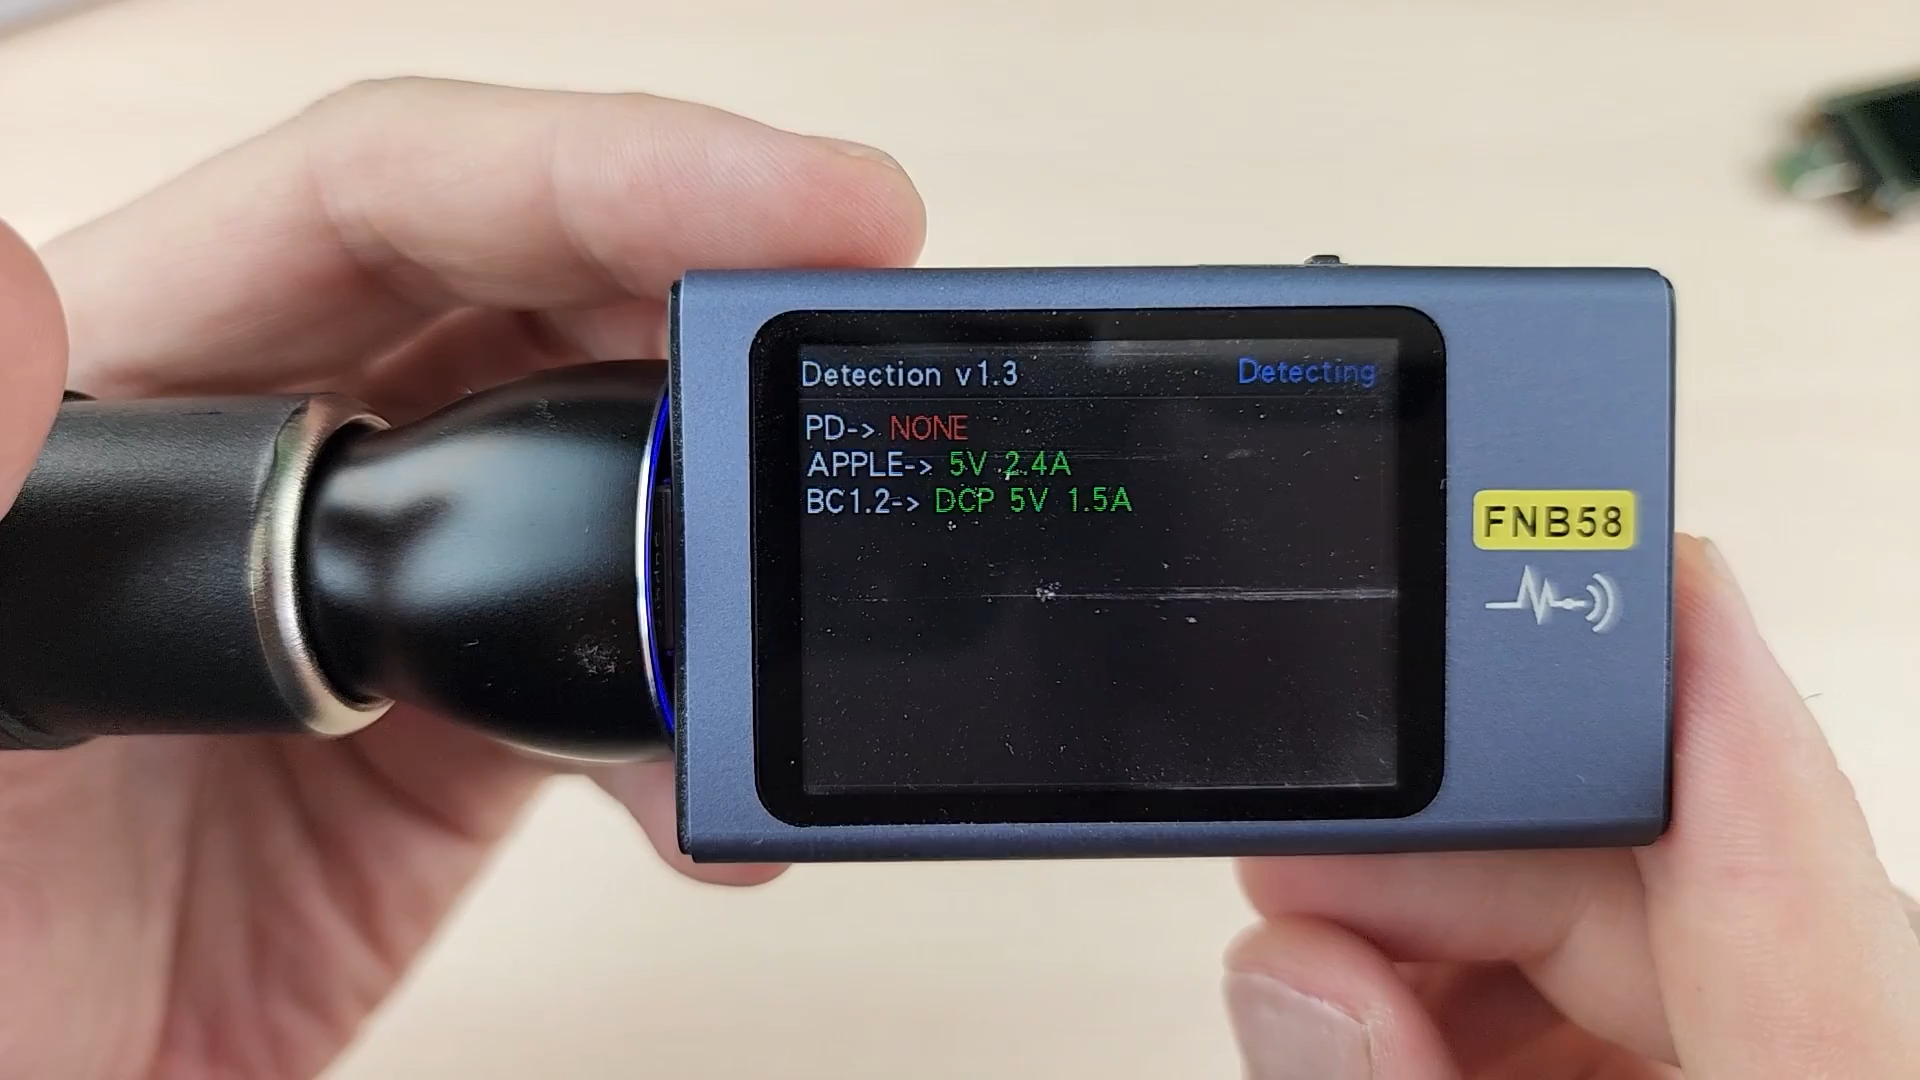 Detection v1.3 Detecting
PD-> NONE
APPLE-> 5V 2.4A
BC1.2-> DCP 5V 1.5A
FNB58